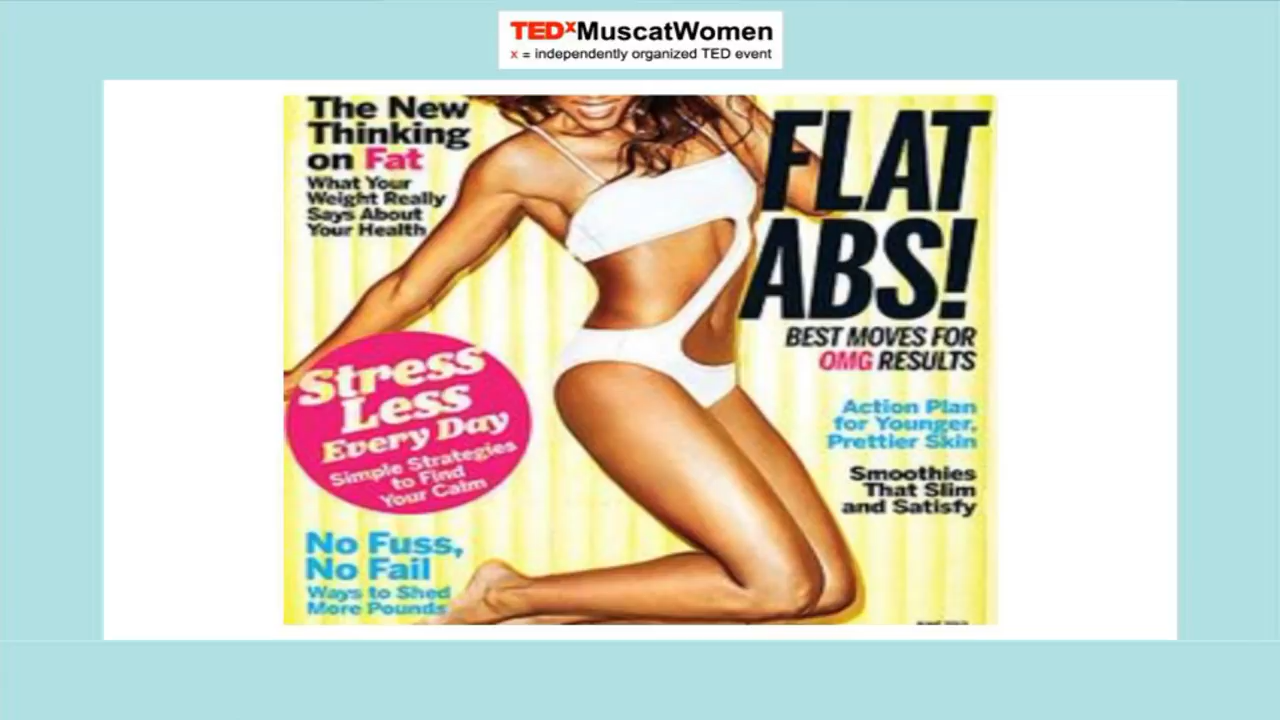 TEDxMuscatWomen
x = independently organized TED event
The New
Thinking
on Fat
What Your
Weight Really
Says About
Your Health
FLAT
ABS!
BEST MOVES FOR
OMG RESULTS
Stress
Less
Every Day
Simple Strategies
to Find
Your Calm
Action Plan
for Younger,
Prettier Skin
Smoothies
That Slim
and Satisfy
No Fuss,
No Fail
Ways to Shed
More Pounds